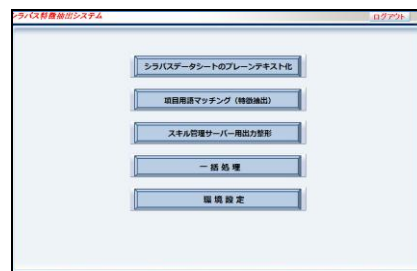 シラバス特徴抽出システム
ログアウト
シラバスデータシートのプレーンテキスト化
項目用語マッチング（特徴抽出）
スキル管理サーバー用出力整形
一括処理
環境設定